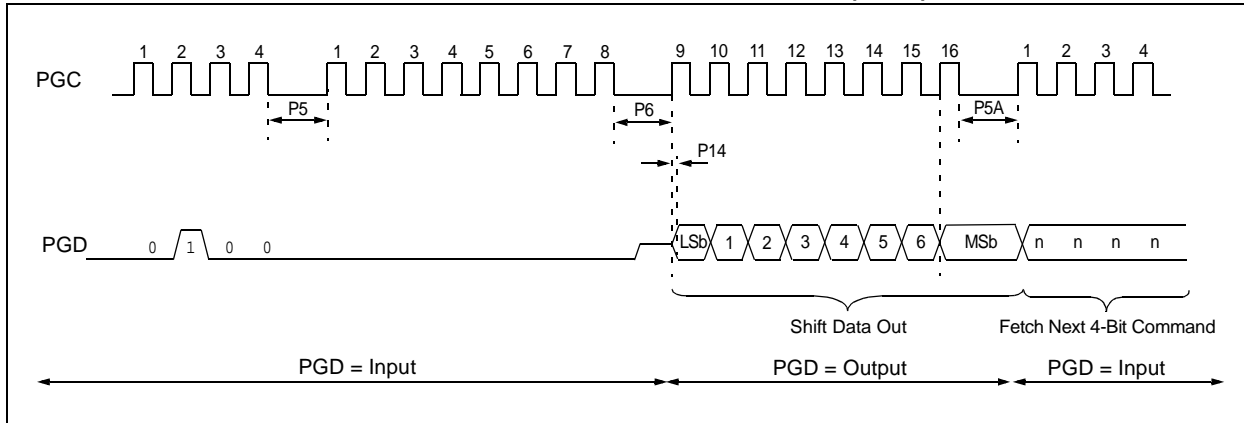 1 2 3 4 1 2 3 4 5 6 7 8 9 10 11 12 13 14 15 16 1 2 3 4
PGC
P5 P6 P5A
P14
PGD 0 1 0 0 LSb 1 2 3 4 5 6 MSb n n n n
Shift Data Out Fetch Next 4-Bit Command
PGD = Input PGD = Output PGD = Input